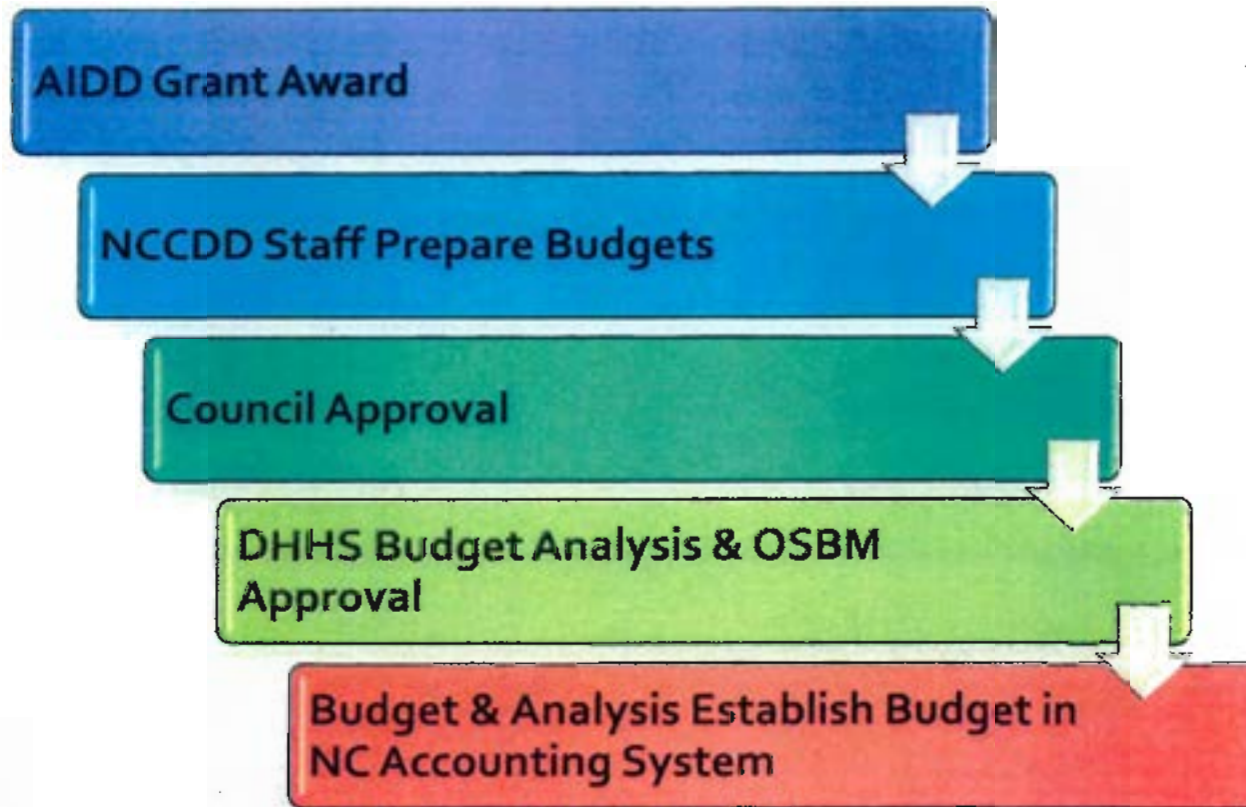 AIDD Grant Award
NCCDD Staff Prepare Budgets
Council Approval
DHHS Budget Analysis & OSBM
Approval
Budget & Analysis Establish Budget in
NC Accounting System